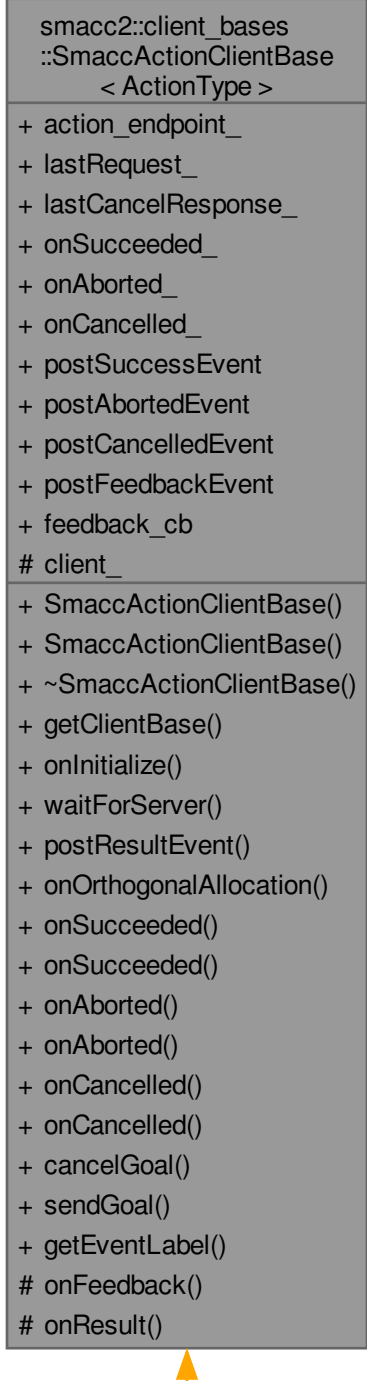 smacc2::client_bases
::SmaccActionClientBase
< ActionType >
+ action_endpoint_
+ lastRequest_
+ lastCancelResponse_
+ onSucceeded_
+ onAborted_
+ onCancelled_
+ postSuccessEvent
+ postAbortedEvent
+ postCancelledEvent
+ postFeedbackEvent
+ feedback_cb
# client_
+ SmaccActionClientBase()
+ SmaccActionClientBase()
+ ~SmaccActionClientBase()
+ getClientBase()
+ onInitialize()
+ waitForServer()
+ postResultEvent()
+ onOrthogonalAllocation()
+ onSucceeded()
+ onSucceeded()
+ onAborted()
+ onAborted()
+ onCancelled()
+ onCancelled()
+ cancelGoal()
+ sendGoal()
+ getEventLabel()
# onFeedback()
# onResult()